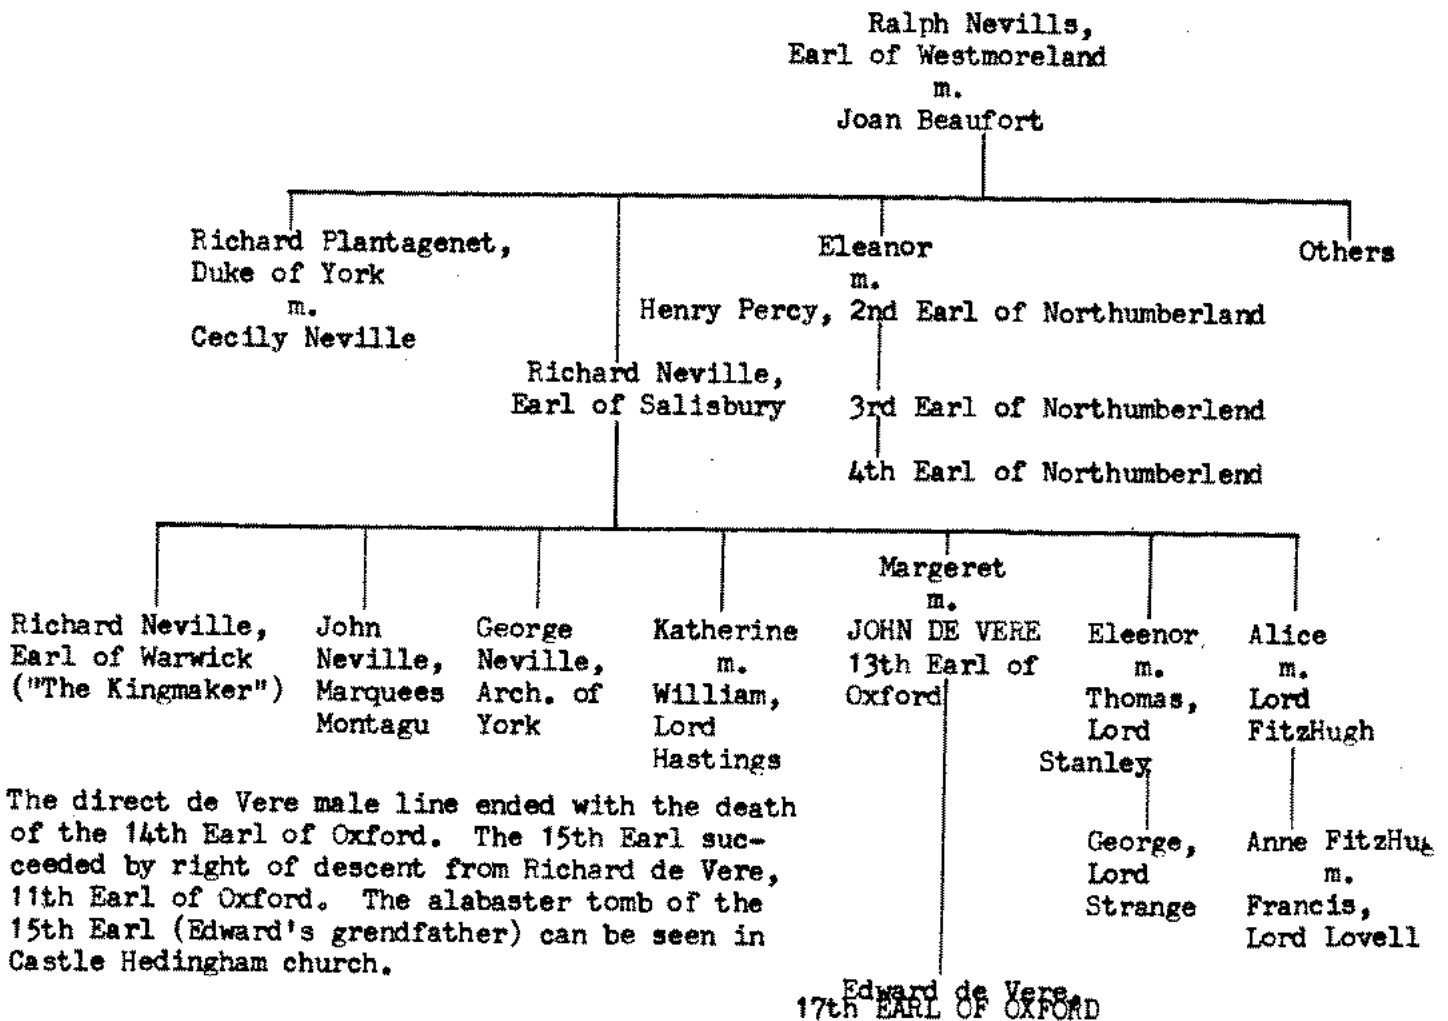 Ralph Nevills,
Earl of Westmoreland
m.
Joan Beaufort
Richard Plantagenet,
Duke of York
m.
Cecily Neville
Richard Neville,
Earl of Salisbury
Eleanor
m.
Henry Percy, 2nd Earl of Northumberland
3rd Earl of Northumberlend
4th Earl of Northumberlend
Others
Richard Neville,
Earl of Warwick
("The Kingmaker")
John
Neville,
Marquees
Montagu
George
Neville,
Arch. of
York
Katherine
m.
William,
Lord
Hastings
Margeret
m.
JOHN DE VERE
13th Earl of
Oxford
Eleenor
m.
Thomas,
Lord
Stanley
George,
Lord
Strange
Alice
m.
Lord
FitzHugh
Anne FitzHug
m.
Francis,
Lord Lovell
Edward de Vere,
17th EARL OF OXFORD
The direct de Vere male line ended with the death
of the 14th Earl of Oxford. The 15th Earl suc-
ceeded by right of descent from Richard de Vere,
11th Earl of Oxford. The alabaster tomb of the
15th Earl (Edward's grendfather) can be seen in
Castle Hedingham church.